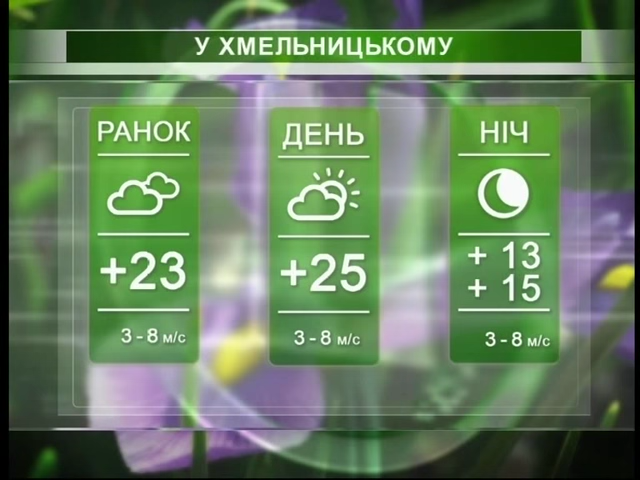 У ХМЕЛЬНИЦЬКОМУ
РАНОК
+23
3 - 8 м/с
ДЕНЬ
+25
3 - 8 м/с
НІЧ
+ 13
+ 15
3 - 8 м/с